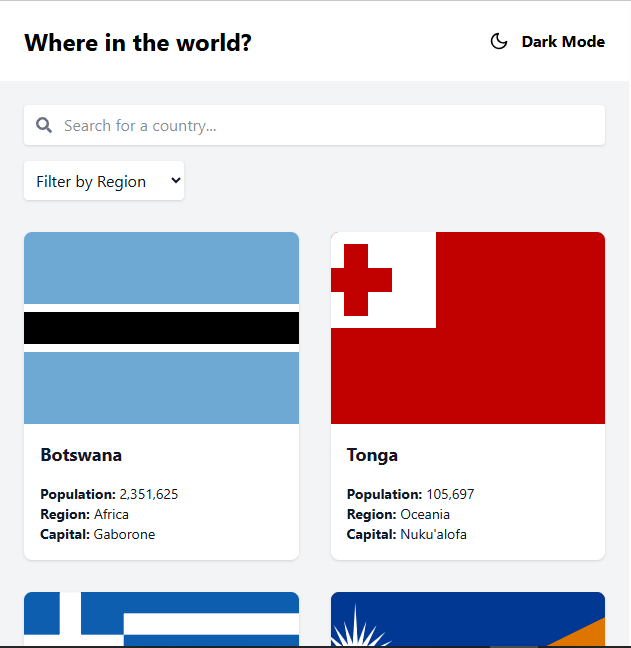 Where in the world?
Dark Mode
Search for a country...
Filter by Region
Botswana
Population: 2,351,625
Region: Africa
Capital: Gaborone
Tonga
Population: 105,697
Region: Oceania
Capital: Nuku'alofa